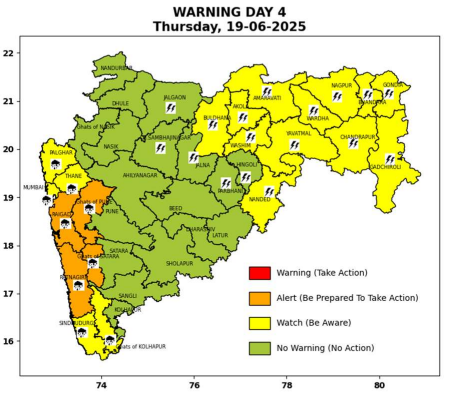 WARNING DAY 4
Thursday, 19-06-2025
22
21
20
19
18
17
16
74
76
78
80
NANDURBAR
DHULE
JALGAON
Ghats of NASIK
NASIK
SAMBHAJINAGAR
BULDHANA
AKOLA
AMARAVATI
NAGPUR
GONDIA
BHANDARA
WARDHA
WASHIM
YAVATMAL
CHANDRAPUR
GADCHIROLI
PALGHAR
THANE
MUMBAI
AHILYANAGAR
JALNA
HINGOLI
PARBHANI
NANDED
Ghats of PUNE
RAIGAD
PUNE
BEED
DHARASHIV
LATUR
SATARA
Ghats of SATARA
SHOLAPUR
RATNAGIRI
SANGLI
KOLHAPUR
SINDHUDURG
Ghats of KOLHAPUR
Warning (Take Action)
Alert (Be Prepared To Take Action)
Watch (Be Aware)
No Warning (No Action)